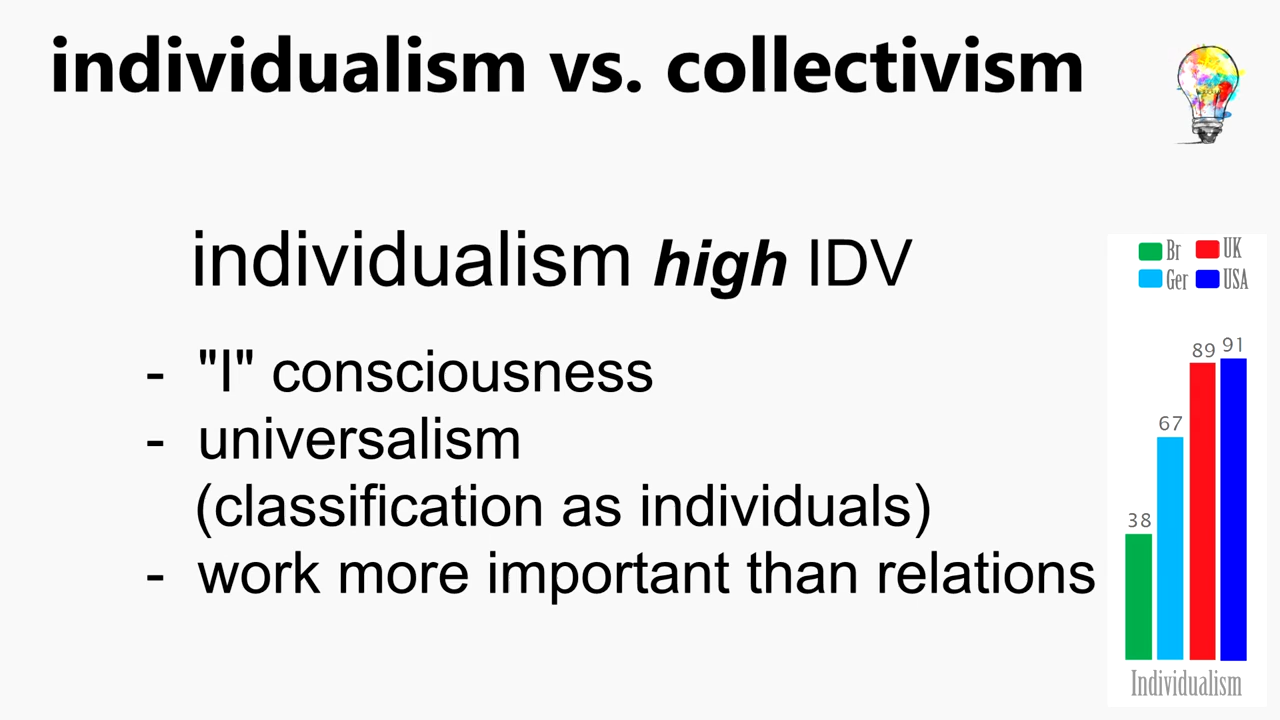 individualism vs. collectivism
individualism high IDV
- "I" consciousness
- universalism
(classification as individuals)
- work more important than relations
Br UK
Ger USA
38 67 89 91
Individualism